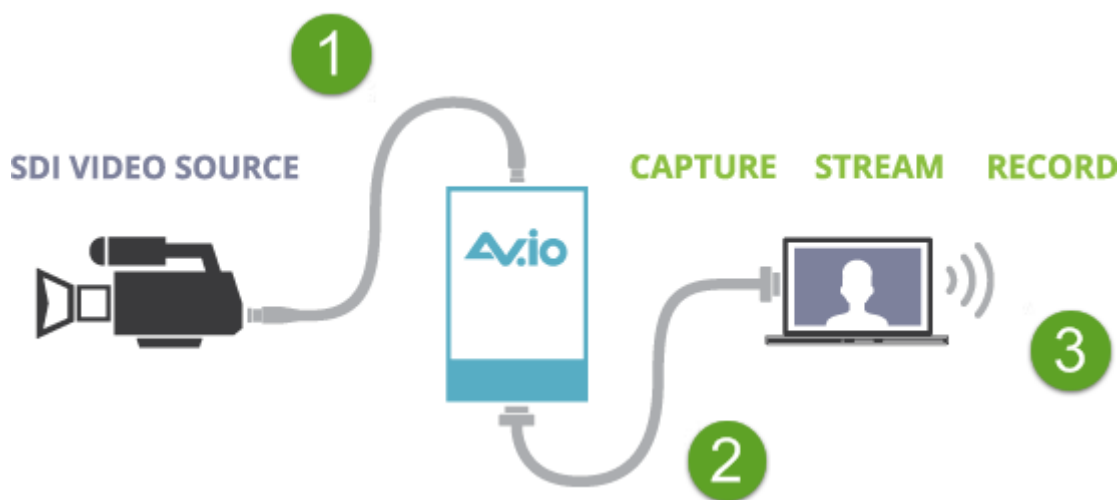 1
SDI VIDEO SOURCE
CAPTURE STREAM RECORD
AV.io
3
2